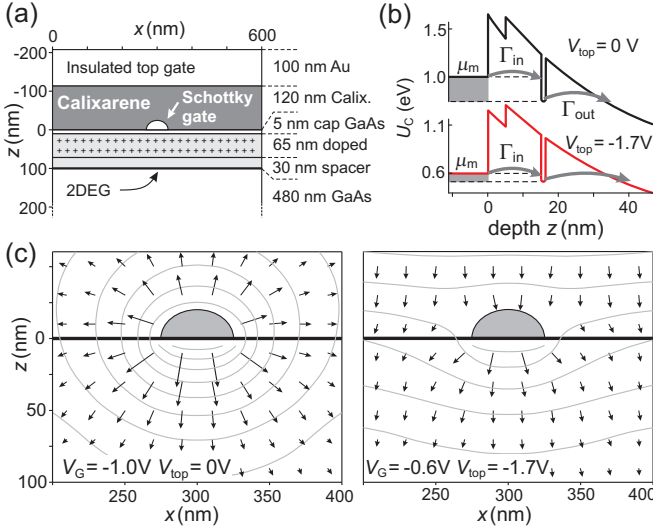 (a)
x (nm)
0
600
-200
-100
0
100
200
z (nm)
Insulated top gate
Calixarene
Schottky
gate
2DEG
100 nm Au
120 nm Calix.
5 nm cap GaAs
65 nm doped
30 nm spacer
480 nm GaAs
(b)
U_C (eV)
1.0
μ_m
Γ_in
Γ_out
V_top = 0 V
1.1
0.6
μ_m
Γ_in
V_top = -1.7V
0
20
40
depth z (nm)
(c)
z (nm)
0
50
100
V_G = -1.0V V_top = 0V
250
300
350
400
x (nm)
V_G = -0.6V V_top = -1.7V
250
300
350
400
x (nm)